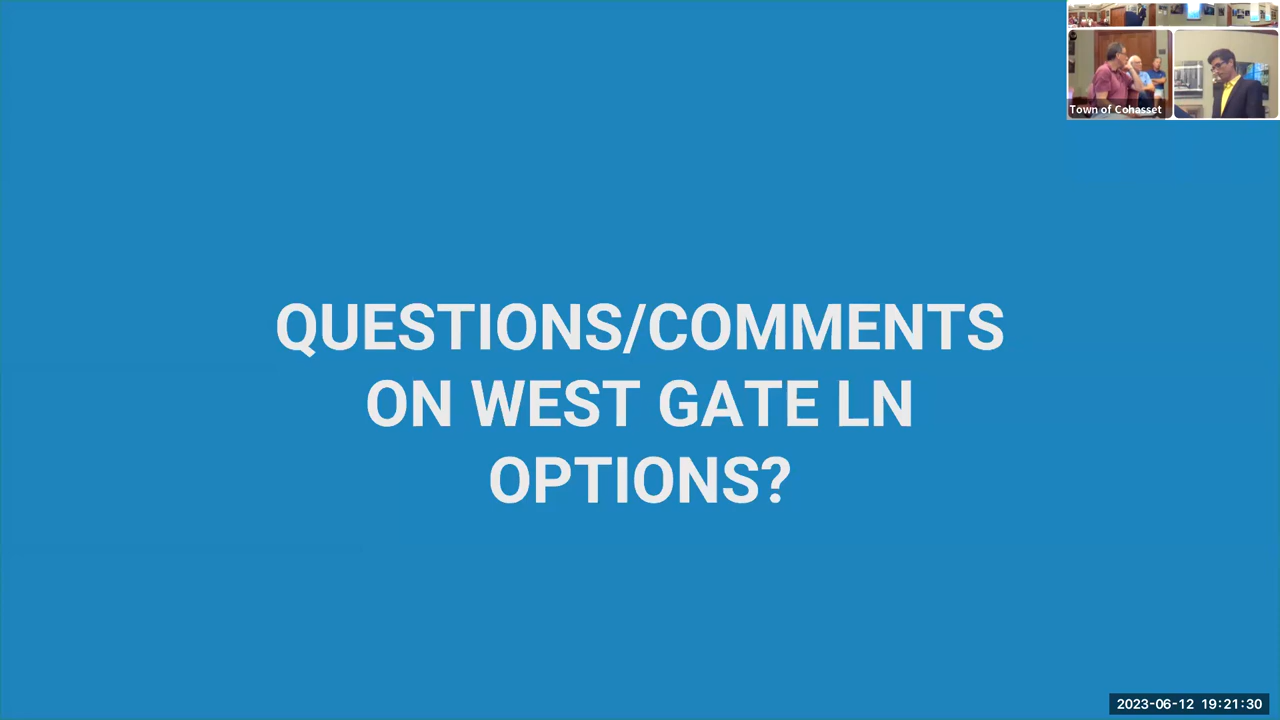 Town of Cohasset
QUESTIONS/COMMENTS
ON WEST GATE LN
OPTIONS?
2023-06-12 19:21:30